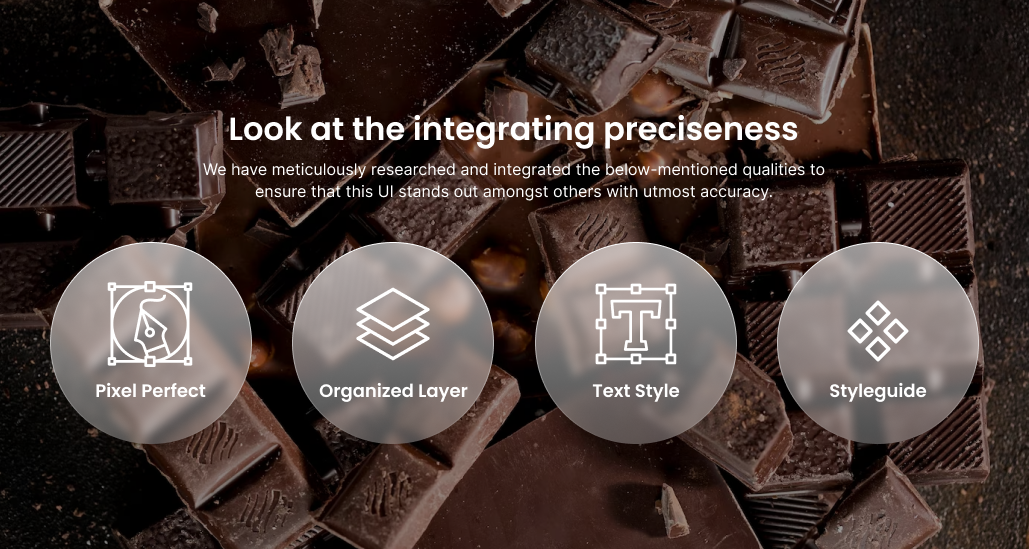 Look at the integrating preciseness
We have meticulously researched and integrated the below-mentioned qualities to
ensure that this UI stands out amongst others with utmost accuracy.
Pixel Perfect
Organized Layer
Text Style
Styleguide